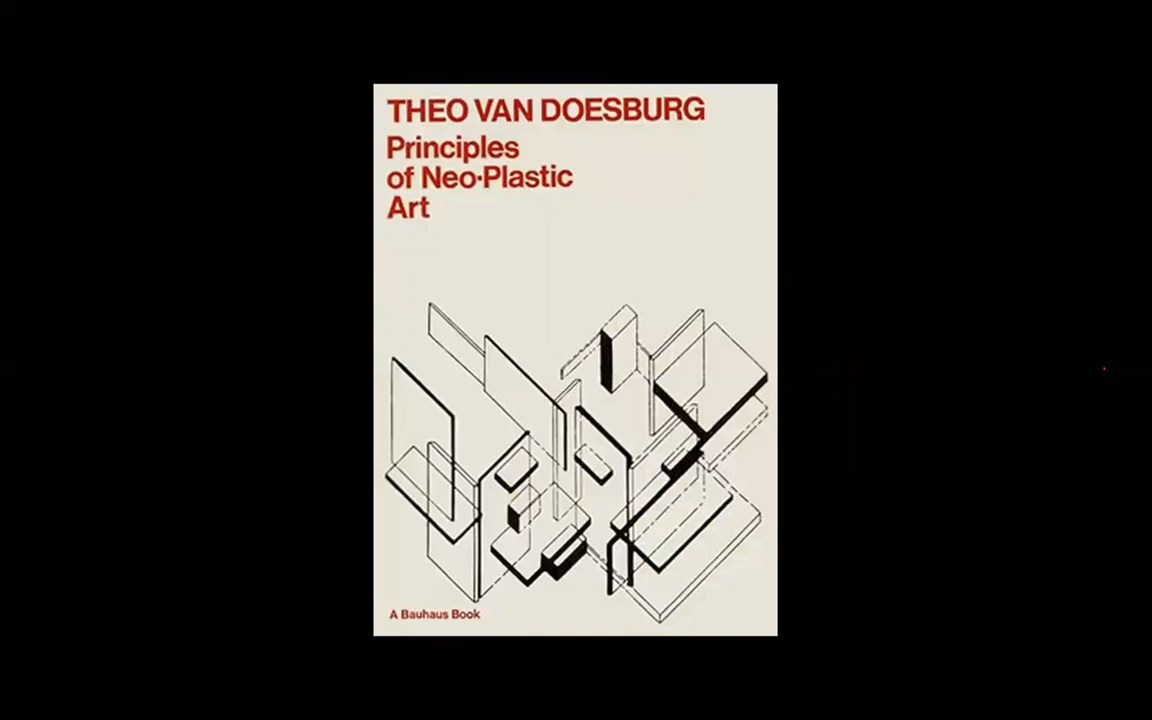 THEO VAN DOESBURG
Principles
of Neo·Plastic
Art
A Bauhaus Book